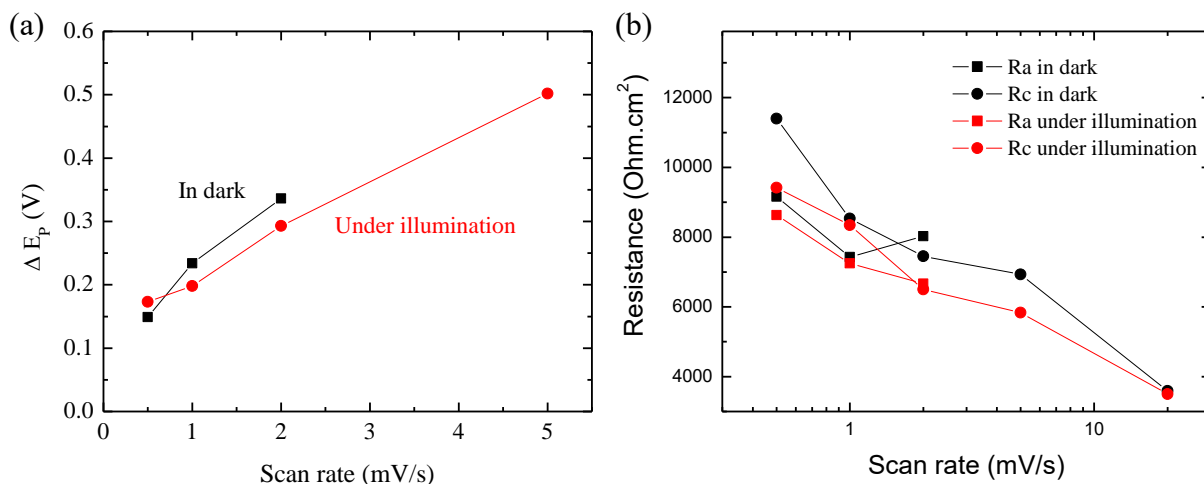 (a)
0.6
0.5
0.4
0.3
0.2
0.1
0.0
Δ E_P (V)
In dark
Under illumination
0
1
2
3
4
5
Scan rate (mV/s)
(b)
12000
10000
8000
6000
4000
Resistance (Ohm.cm²)
Ra in dark
Rc in dark
Ra under illumination
Rc under illumination
1
10
Scan rate (mV/s)